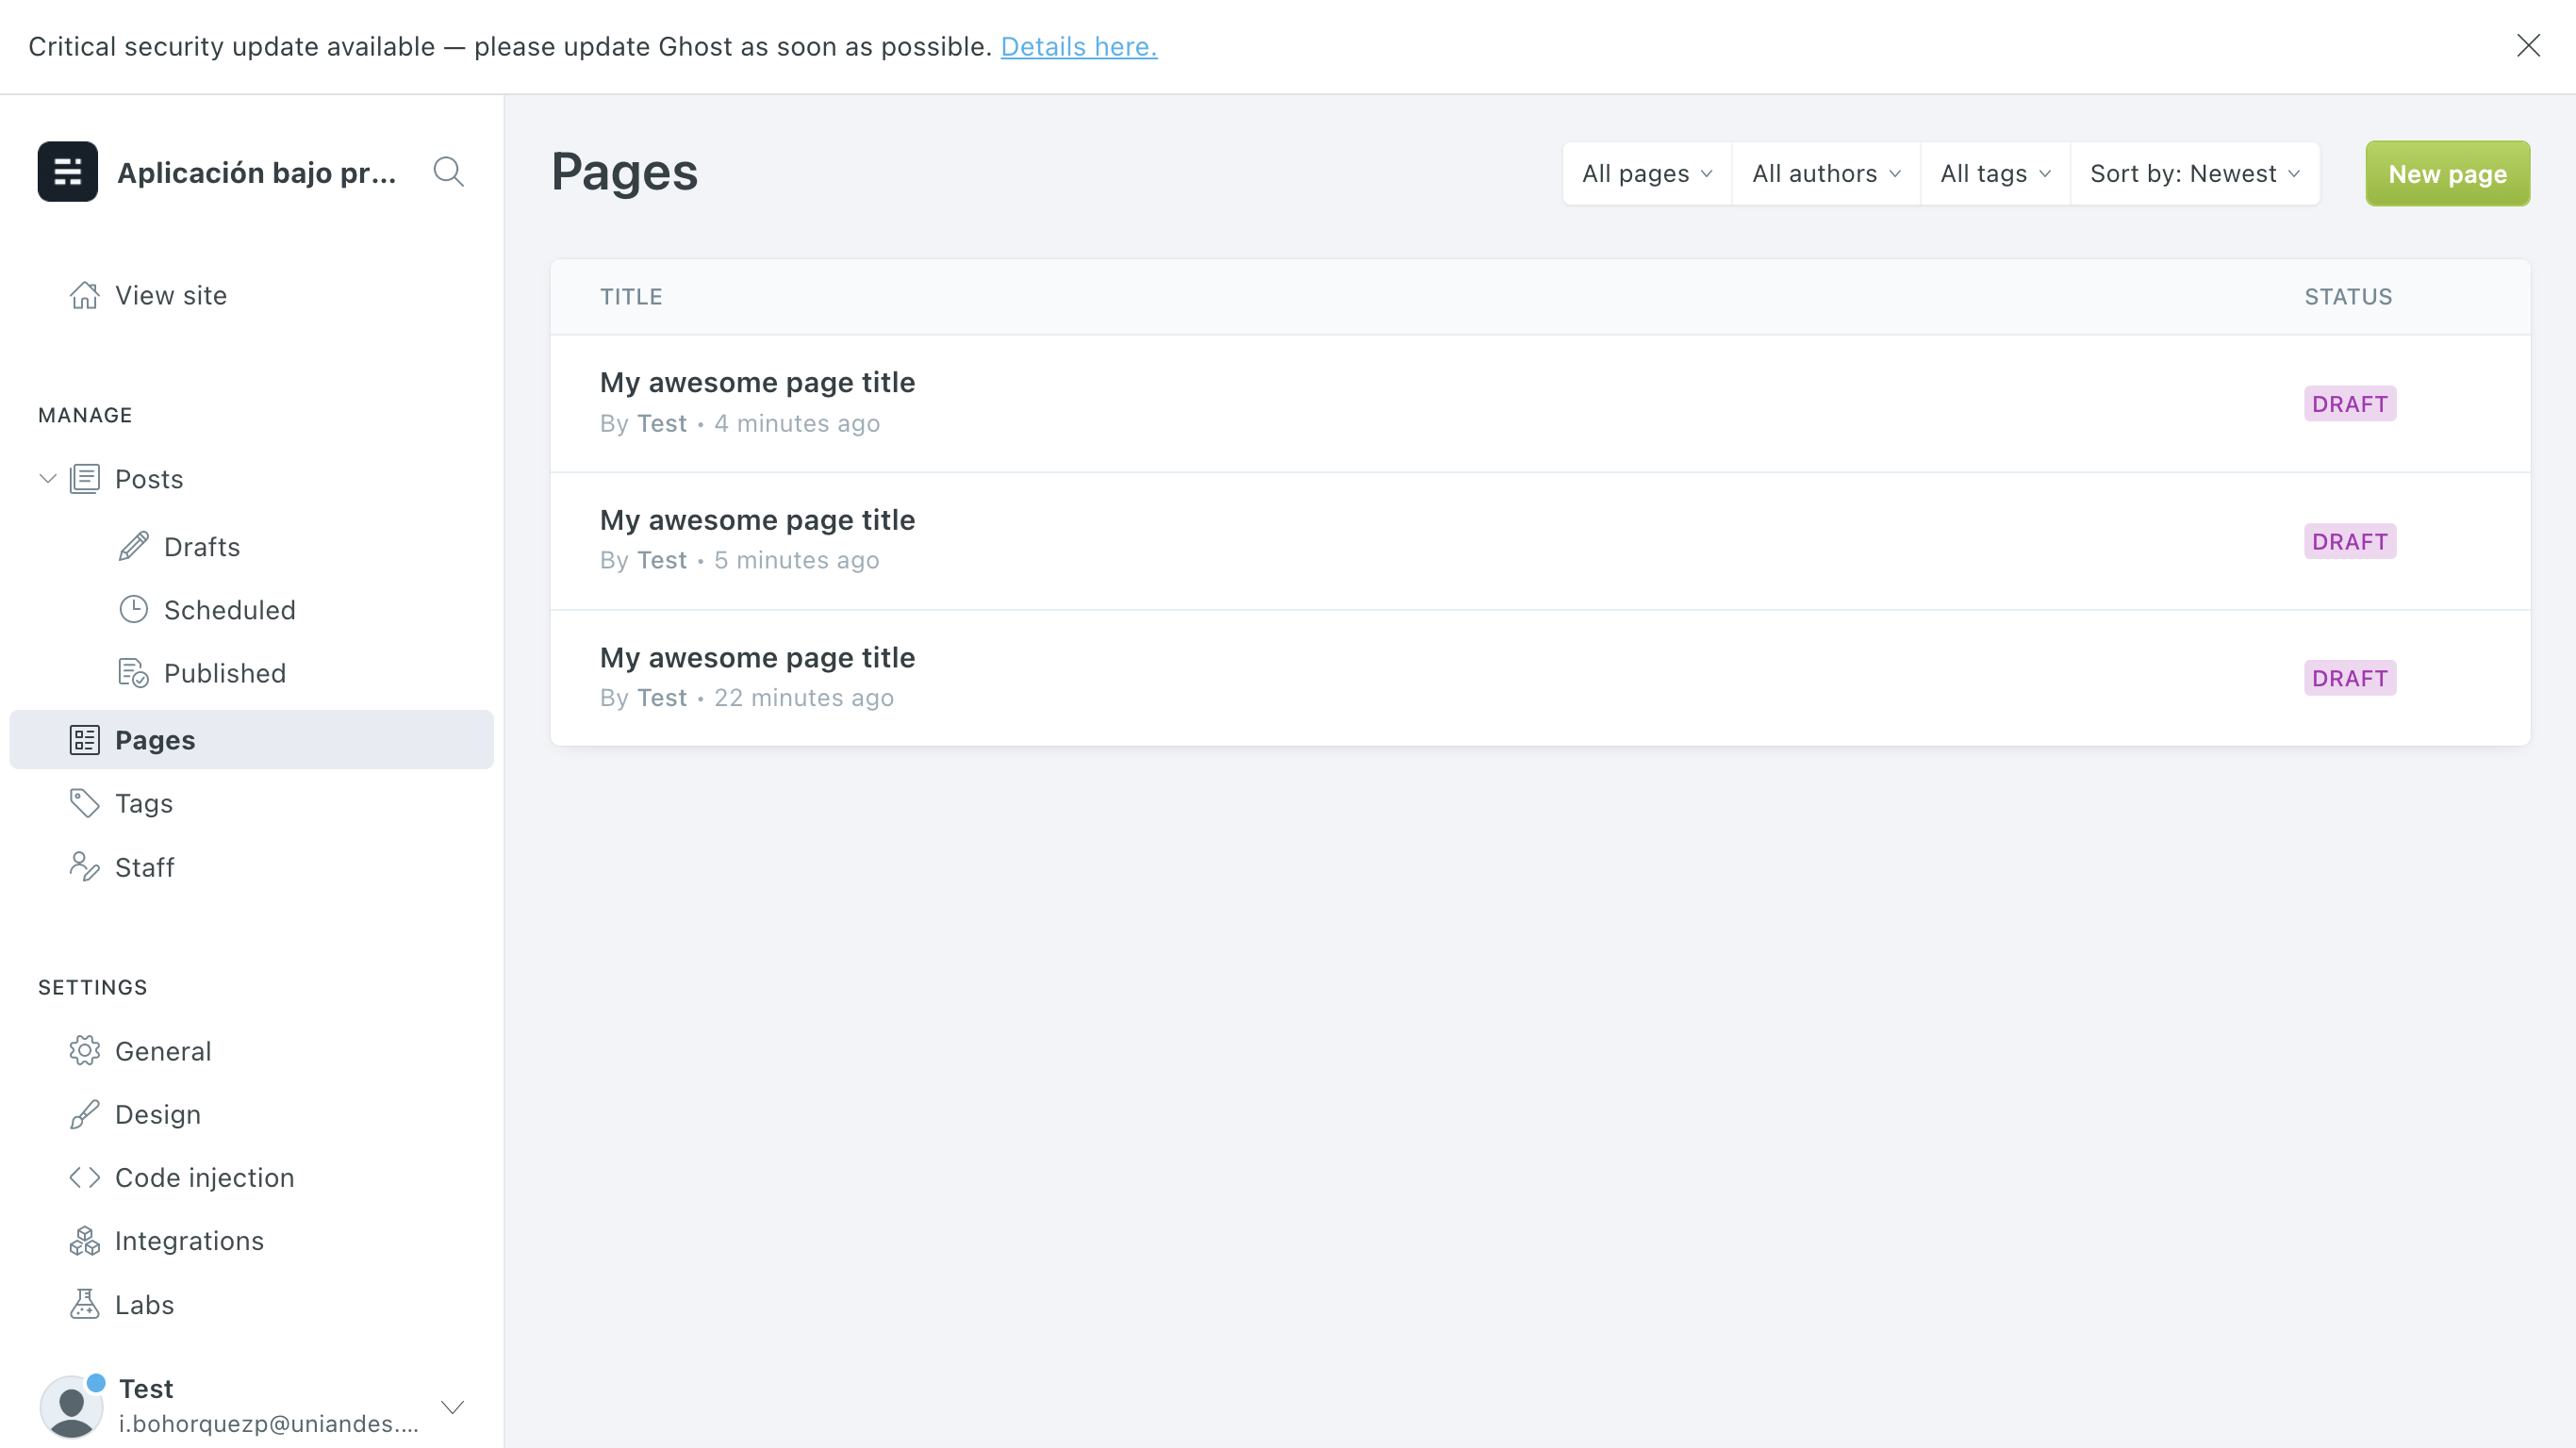 Critical security update available — please update Ghost as soon as possible. Details here.
Aplicación bajo pr...
View site
MANAGE
Posts
Drafts
Scheduled
Published
Pages
Tags
Staff
SETTINGS
General
Design
Code injection
Integrations
Labs
Test
i.bohorquezp@uniandes....
Pages
All pages
All authors
All tags
Sort by: Newest
New page
TITLE STATUS
My awesome page title
By Test • 4 minutes ago
DRAFT
My awesome page title
By Test • 5 minutes ago
DRAFT
My awesome page title
By Test • 22 minutes ago
DRAFT